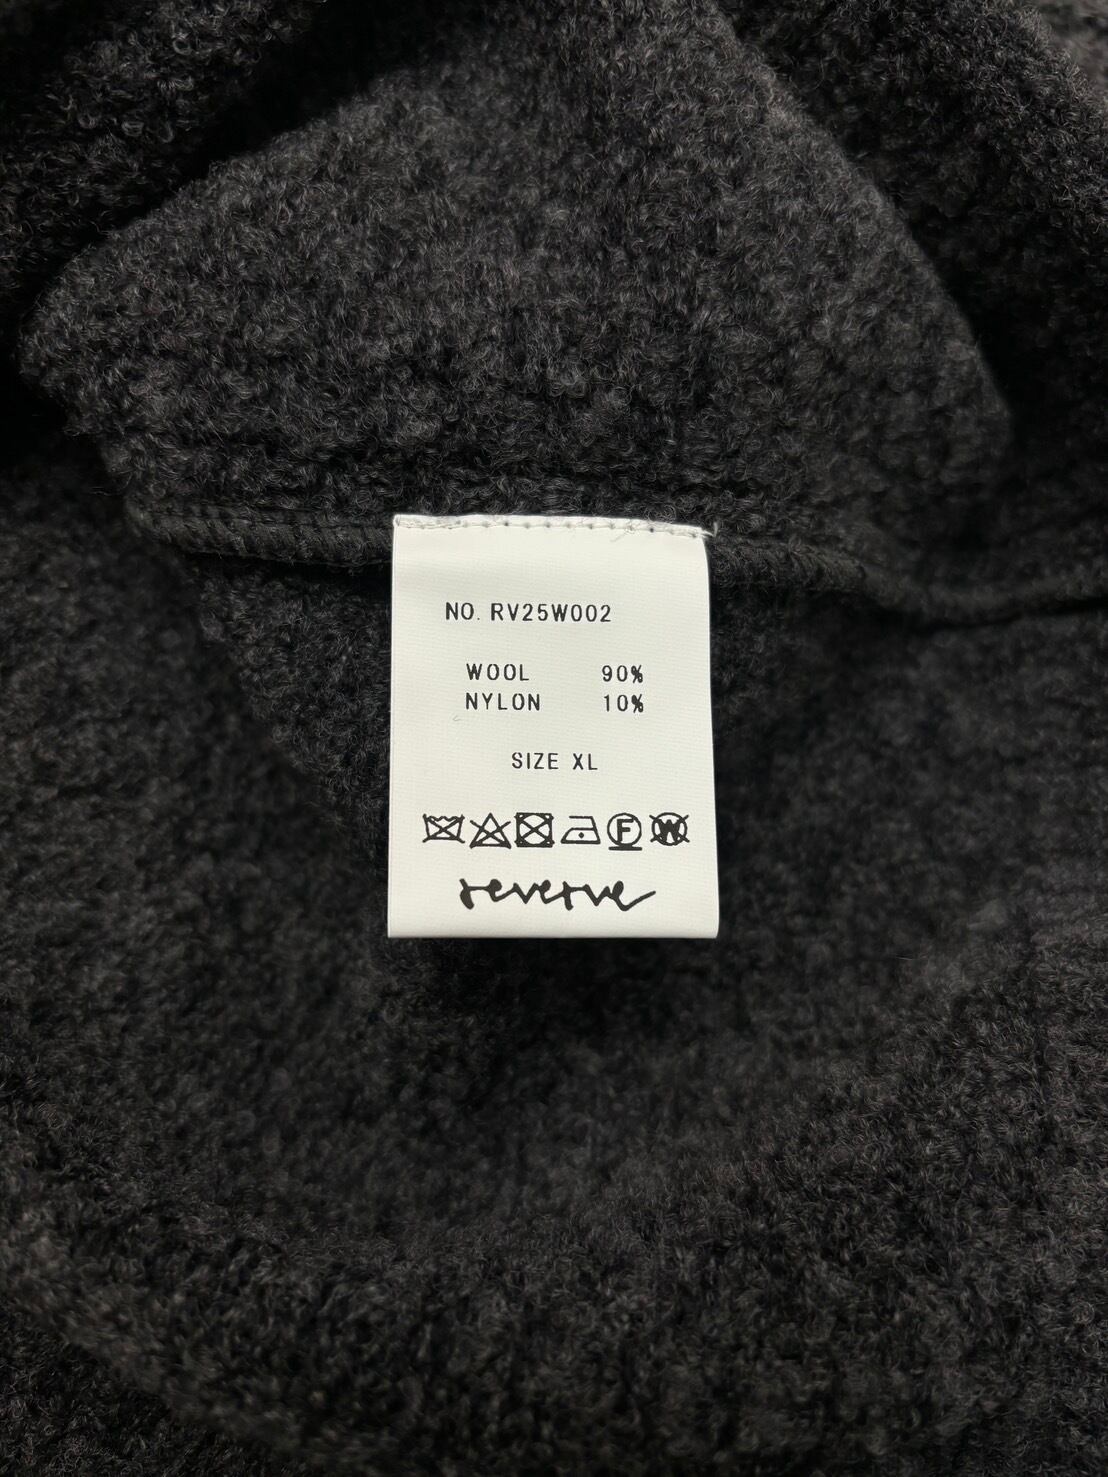 NO. RV25W002
WOOL 90%
NYLON 10%
SIZE XL
F W
reverve